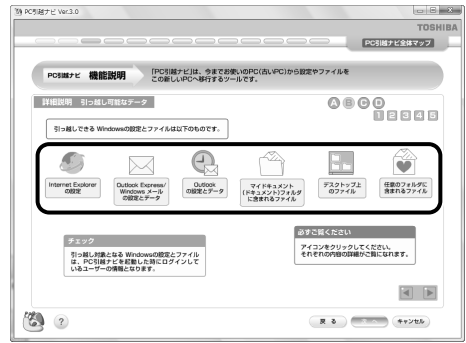 PC引越ナビ Ver.3.0
TOSHIBA
PC引越ナビ全体マップ
PC引越ナビ 機能説明
「PC引越ナビ」は、今までお使いのPC(古いPC)から設定やファイルを
この新しいPCへ移行するツールです。
詳細説明 引っ越し可能なデータ
A B C D
1 2 3 4 5
引っ越しできる Windowsの設定とファイルは以下のものです。
Internet Explorer
の設定
Outlook Express/
Windows メール
の設定とデータ
Outlook
の設定とデータ
マイドキュメント
(ドキュメント)フォルダ
に含まれるファイル
デスクトップ上
のファイル
任意のフォルダに
含まれるファイル
チェック
引っ越し対象となる Windowsの設定とファイル
は、PC引越ナビを起動した時にログインして
いるユーザーの情報となります。
必ずご覧ください
アイコンをクリックしてください。
それぞれの内容の詳細がご覧になれます。
?
戻る
キャンセル